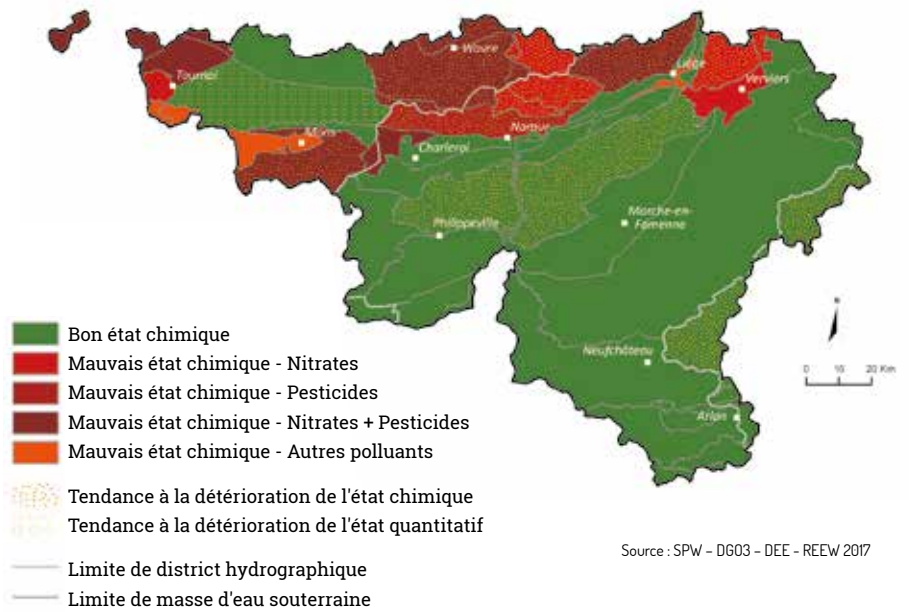 Wavre
Tournai
Liège
Verviers
Mons
Namur
Charleroi
Marche-en-
Famenne
Philippeville
Neufchâteau
Arlon
0 10 20 Km
Bon état chimique
Mauvais état chimique - Nitrates
Mauvais état chimique - Pesticides
Mauvais état chimique - Nitrates + Pesticides
Mauvais état chimique - Autres polluants
Tendance à la détérioration de l'état chimique
Tendance à la détérioration de l'état quantitatif
Source : SPW – DGO3 – DEE - REEW 2017
Limite de district hydrographique
Limite de masse d'eau souterraine